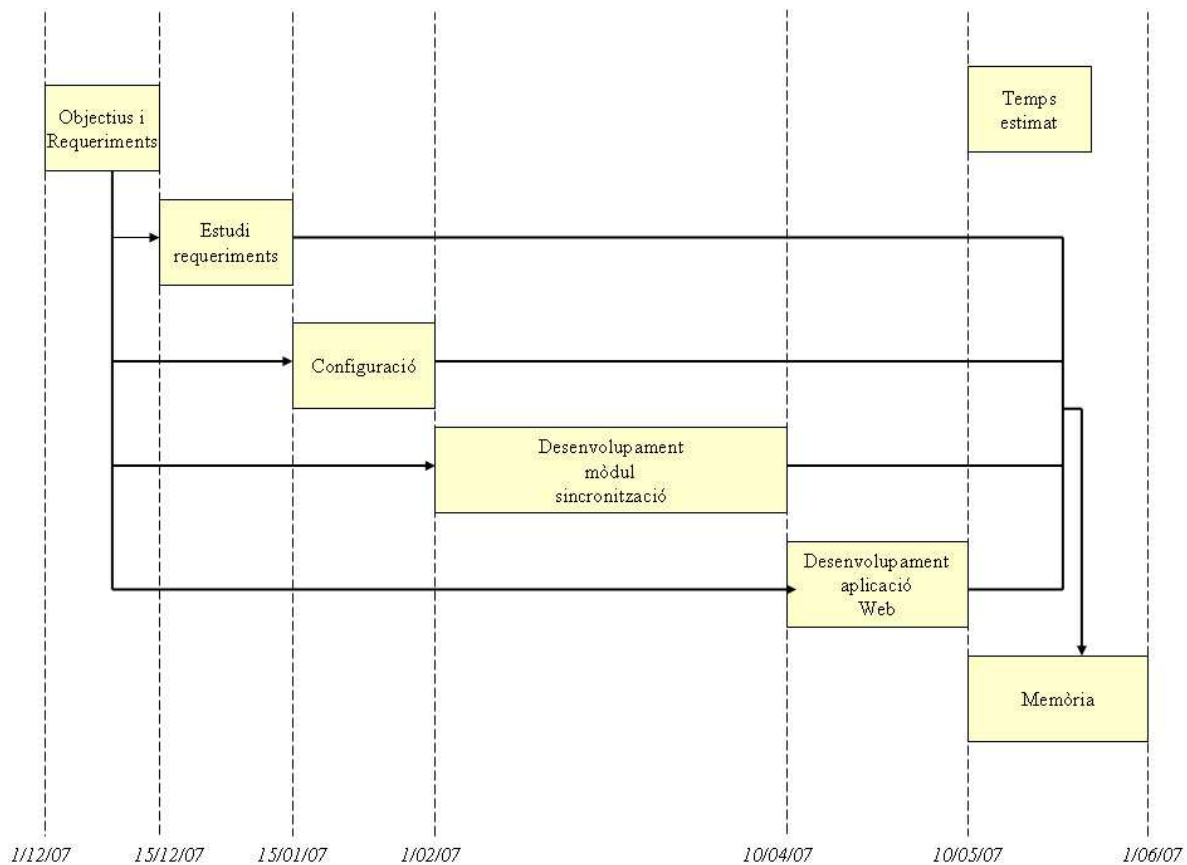 Objectius i
Requeriments
Temps
estimat
Estudi
requeriments
Configuració
Desenvolupament
mòdul
sincronització
Desenvolupament
aplicació
Web
Memòria
1/12/07
15/12/07
15/01/07
1/02/07
10/04/07
10/05/07
1/06/07